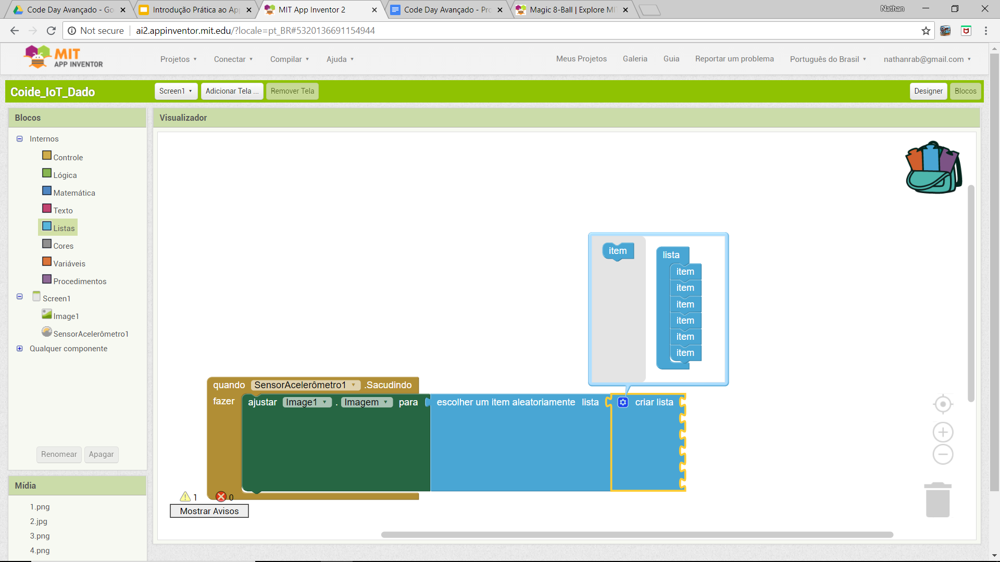 Code Day Avançado - Go
Introdução Prática ao Ap
MIT App Inventor 2
Code Day Avançado - Pro
Magic 8-Ball | Explore MI
Nathan
Not secure
ai2.appinventor.mit.edu/?locale=pt_BR#5320136691154944
MIT
APP INVENTOR
Projetos
Conectar
Compilar
Ajuda
Meus Projetos
Galeria
Guia
Reportar um problema
Português do Brasil
nathanrab@gmail.com
Coide_IoT_Dado
Screen1
Adicionar Tela ...
Remover Tela
Designer
Blocos
Blocos
Visualizador
Internos
Controle
Lógica
Matemática
Texto
Listas
Cores
Variáveis
Procedimentos
Screen1
Image1
SensorAcelerômetro1
Qualquer componente
Renomear
Apagar
Mídia
1.png
2.jpg
3.png
4.png
item
lista
item
item
item
item
item
item
quando SensorAcelerômetro1 .Sacudindo
fazer ajustar Image1 . Imagem para escolher um item aleatoriamente lista criar lista
1
0
Mostrar Avisos